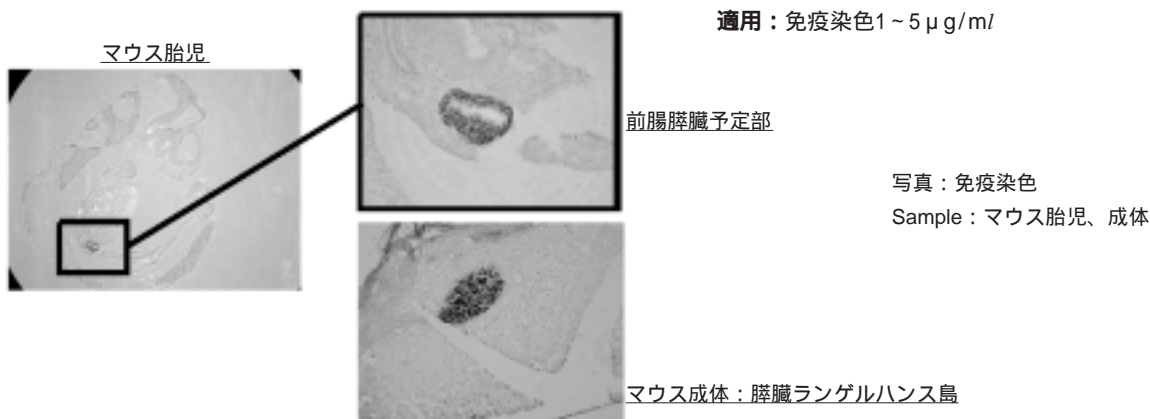 適用：免疫染色1~5μg/ml
マウス胎児
前腸膵臓予定部
写真：免疫染色
Sample：マウス胎児、成体
マウス成体：膵臓ランゲルハンス島